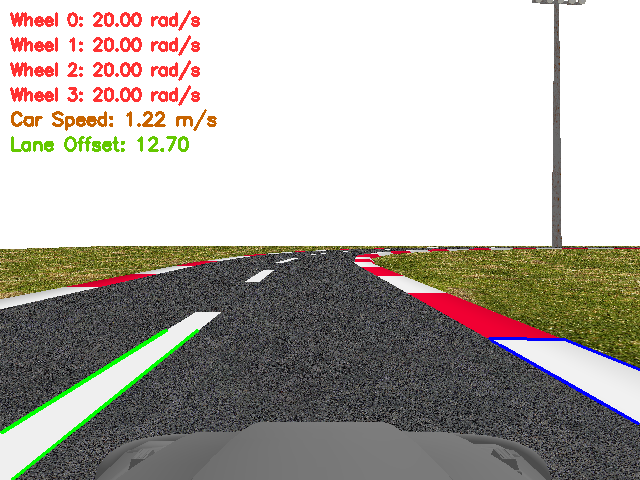 Wheel 0: 20.00 rad/s
Wheel 1: 20.00 rad/s
Wheel 2: 20.00 rad/s
Wheel 3: 20.00 rad/s
Car Speed: 1.22 m/s
Lane Offset: 12.70